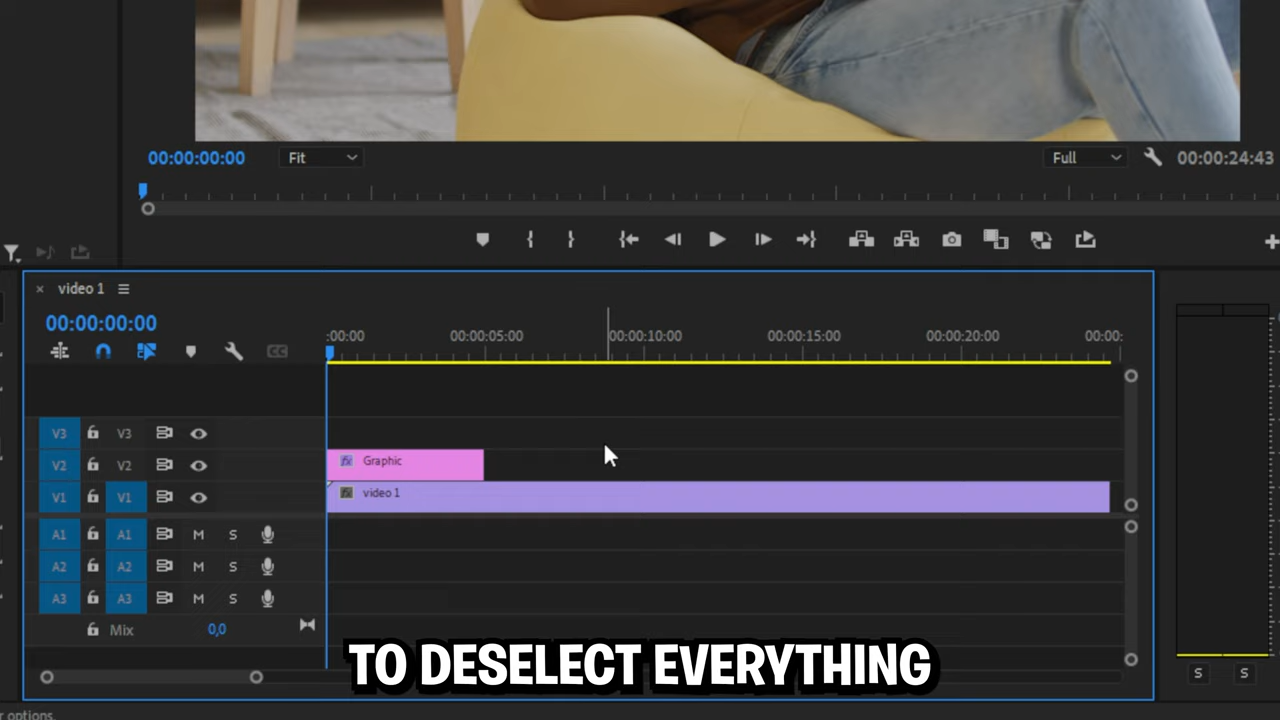 00:00:00:00 Fit Full 00:00:24:43
× video 1
00:00:00:00
:00:00 00:00:05:00 00:00:10:00 00:00:15:00 00:00:20:00 00:00:
CC
V3 V3
V2 V2 fx Graphic
V1 V1 fx video 1
A1 A1 M S
A2 A2 M S
A3 A3 M S
Mix 0,0
TO DESELECT EVERYTHING
S S
r options.